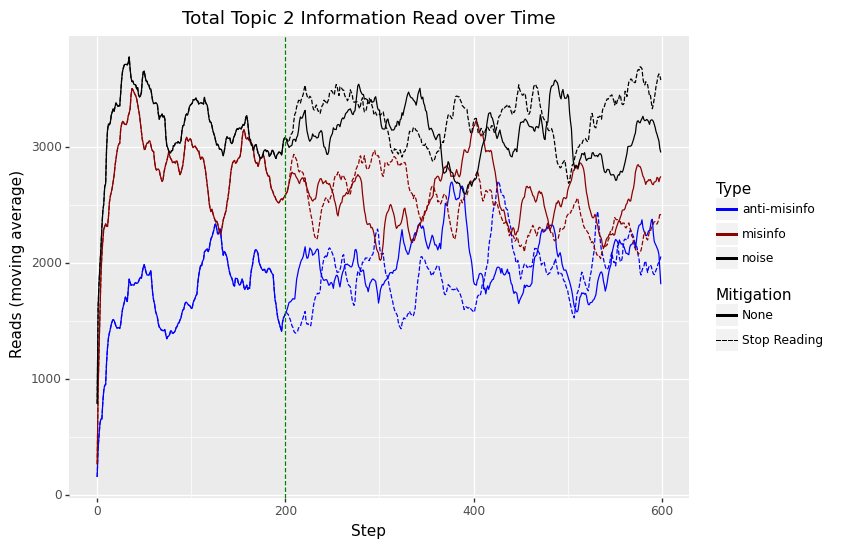 Total Topic 2 Information Read over Time
Reads (moving average)
3000
2000
1000
0
0
200
400
600
Step
Type
anti-misinfo
misinfo
noise
Mitigation
None
Stop Reading